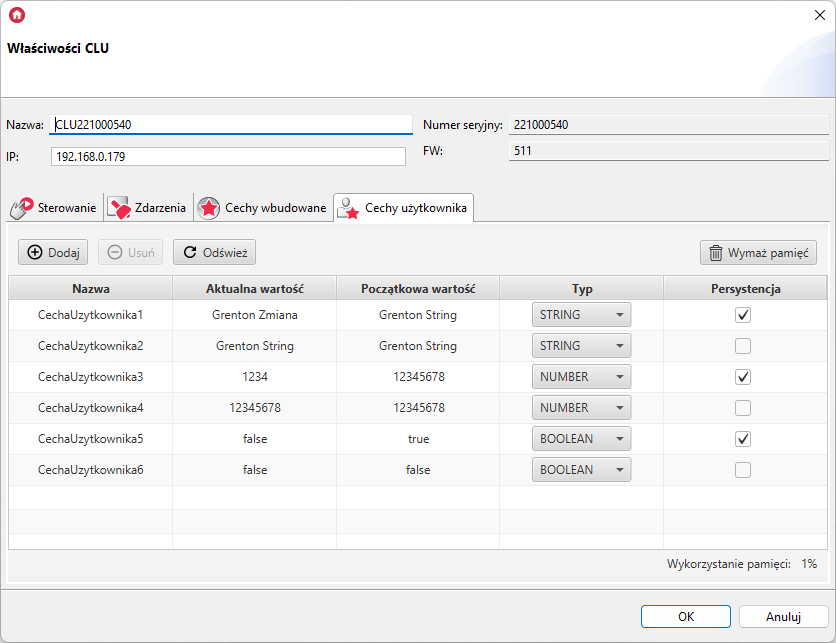 Właściwości CLU
Nazwa: CLU221000540 Numer seryjny: 221000540
IP: 192.168.0.179 FW: 511
Sterowanie Zdarzenia Cechy wbudowane Cechy użytkownika
Dodaj Usuń Odśwież Wymaż pamięć
Nazwa Aktualna wartość Początkowa wartość Typ Persystencja
CechaUzytkownika1 Grenton Zmiana Grenton String STRING
CechaUzytkownika2 Grenton String Grenton String STRING
CechaUzytkownika3 1234 12345678 NUMBER
CechaUzytkownika4 12345678 12345678 NUMBER
CechaUzytkownika5 false true BOOLEAN
CechaUzytkownika6 false false BOOLEAN
Wykorzystanie pamięci: 1%
OK Anuluj